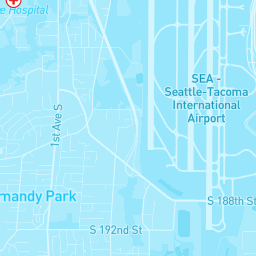 Hospital
SEA -
Seattle-Tacoma
International
Airport
1st Ave S
mandy Park
S 188th St
S 192nd St